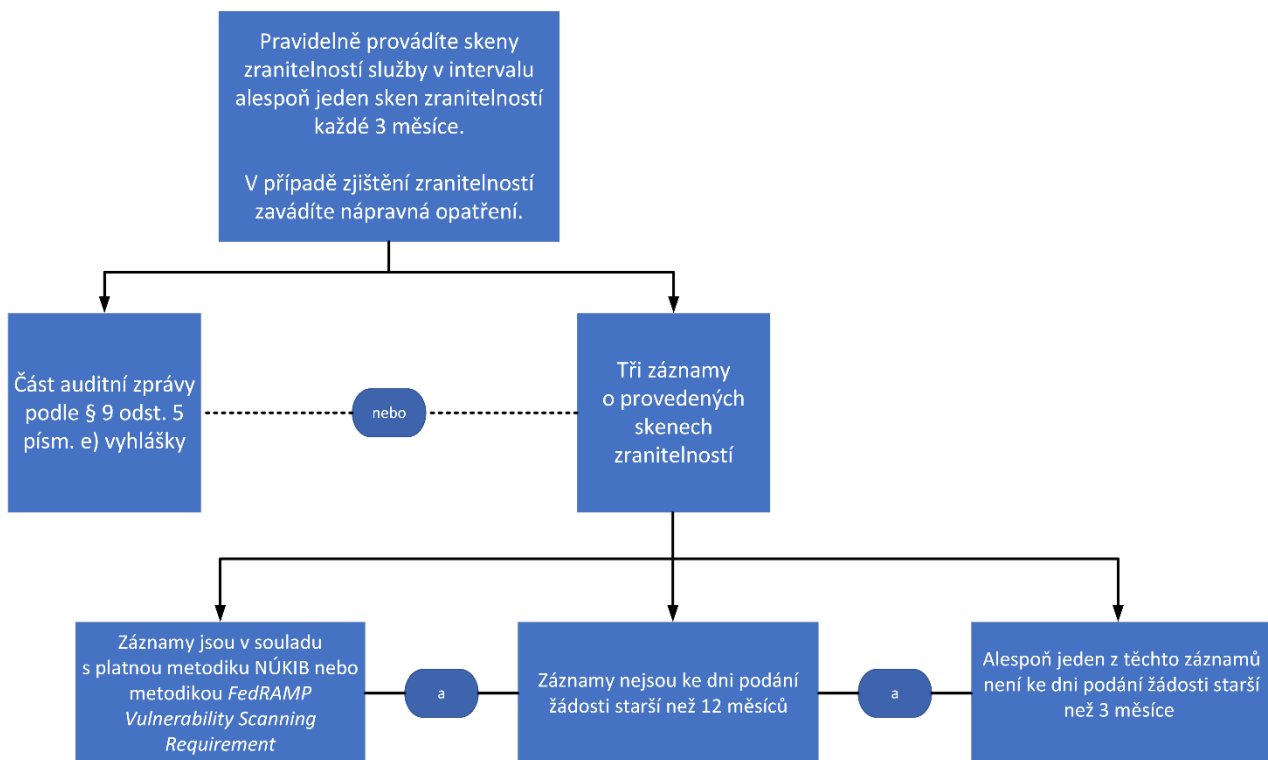 Pravidelně provádíte skeny
zranitelností služby v intervalu
alespoň jeden sken zranitelností
každé 3 měsíce.
V případě zjištění zranitelností
zavádíte nápravná opatření.
Část auditní zprávy
podle § 9 odst. 5
písm. e) vyhlášky
nebo
Tři záznamy
o provedených
skenech
zranitelností
Záznamy jsou v souladu
s platnou metodiku NÚKIB nebo
metodikou FedRAMP
Vulnerability Scanning
Requirement
a
Záznamy nejsou ke dni podání
žádosti starší než 12 měsíců
a
Alespoň jeden z těchto záznamů
není ke dni podání žádosti starší
než 3 měsíce